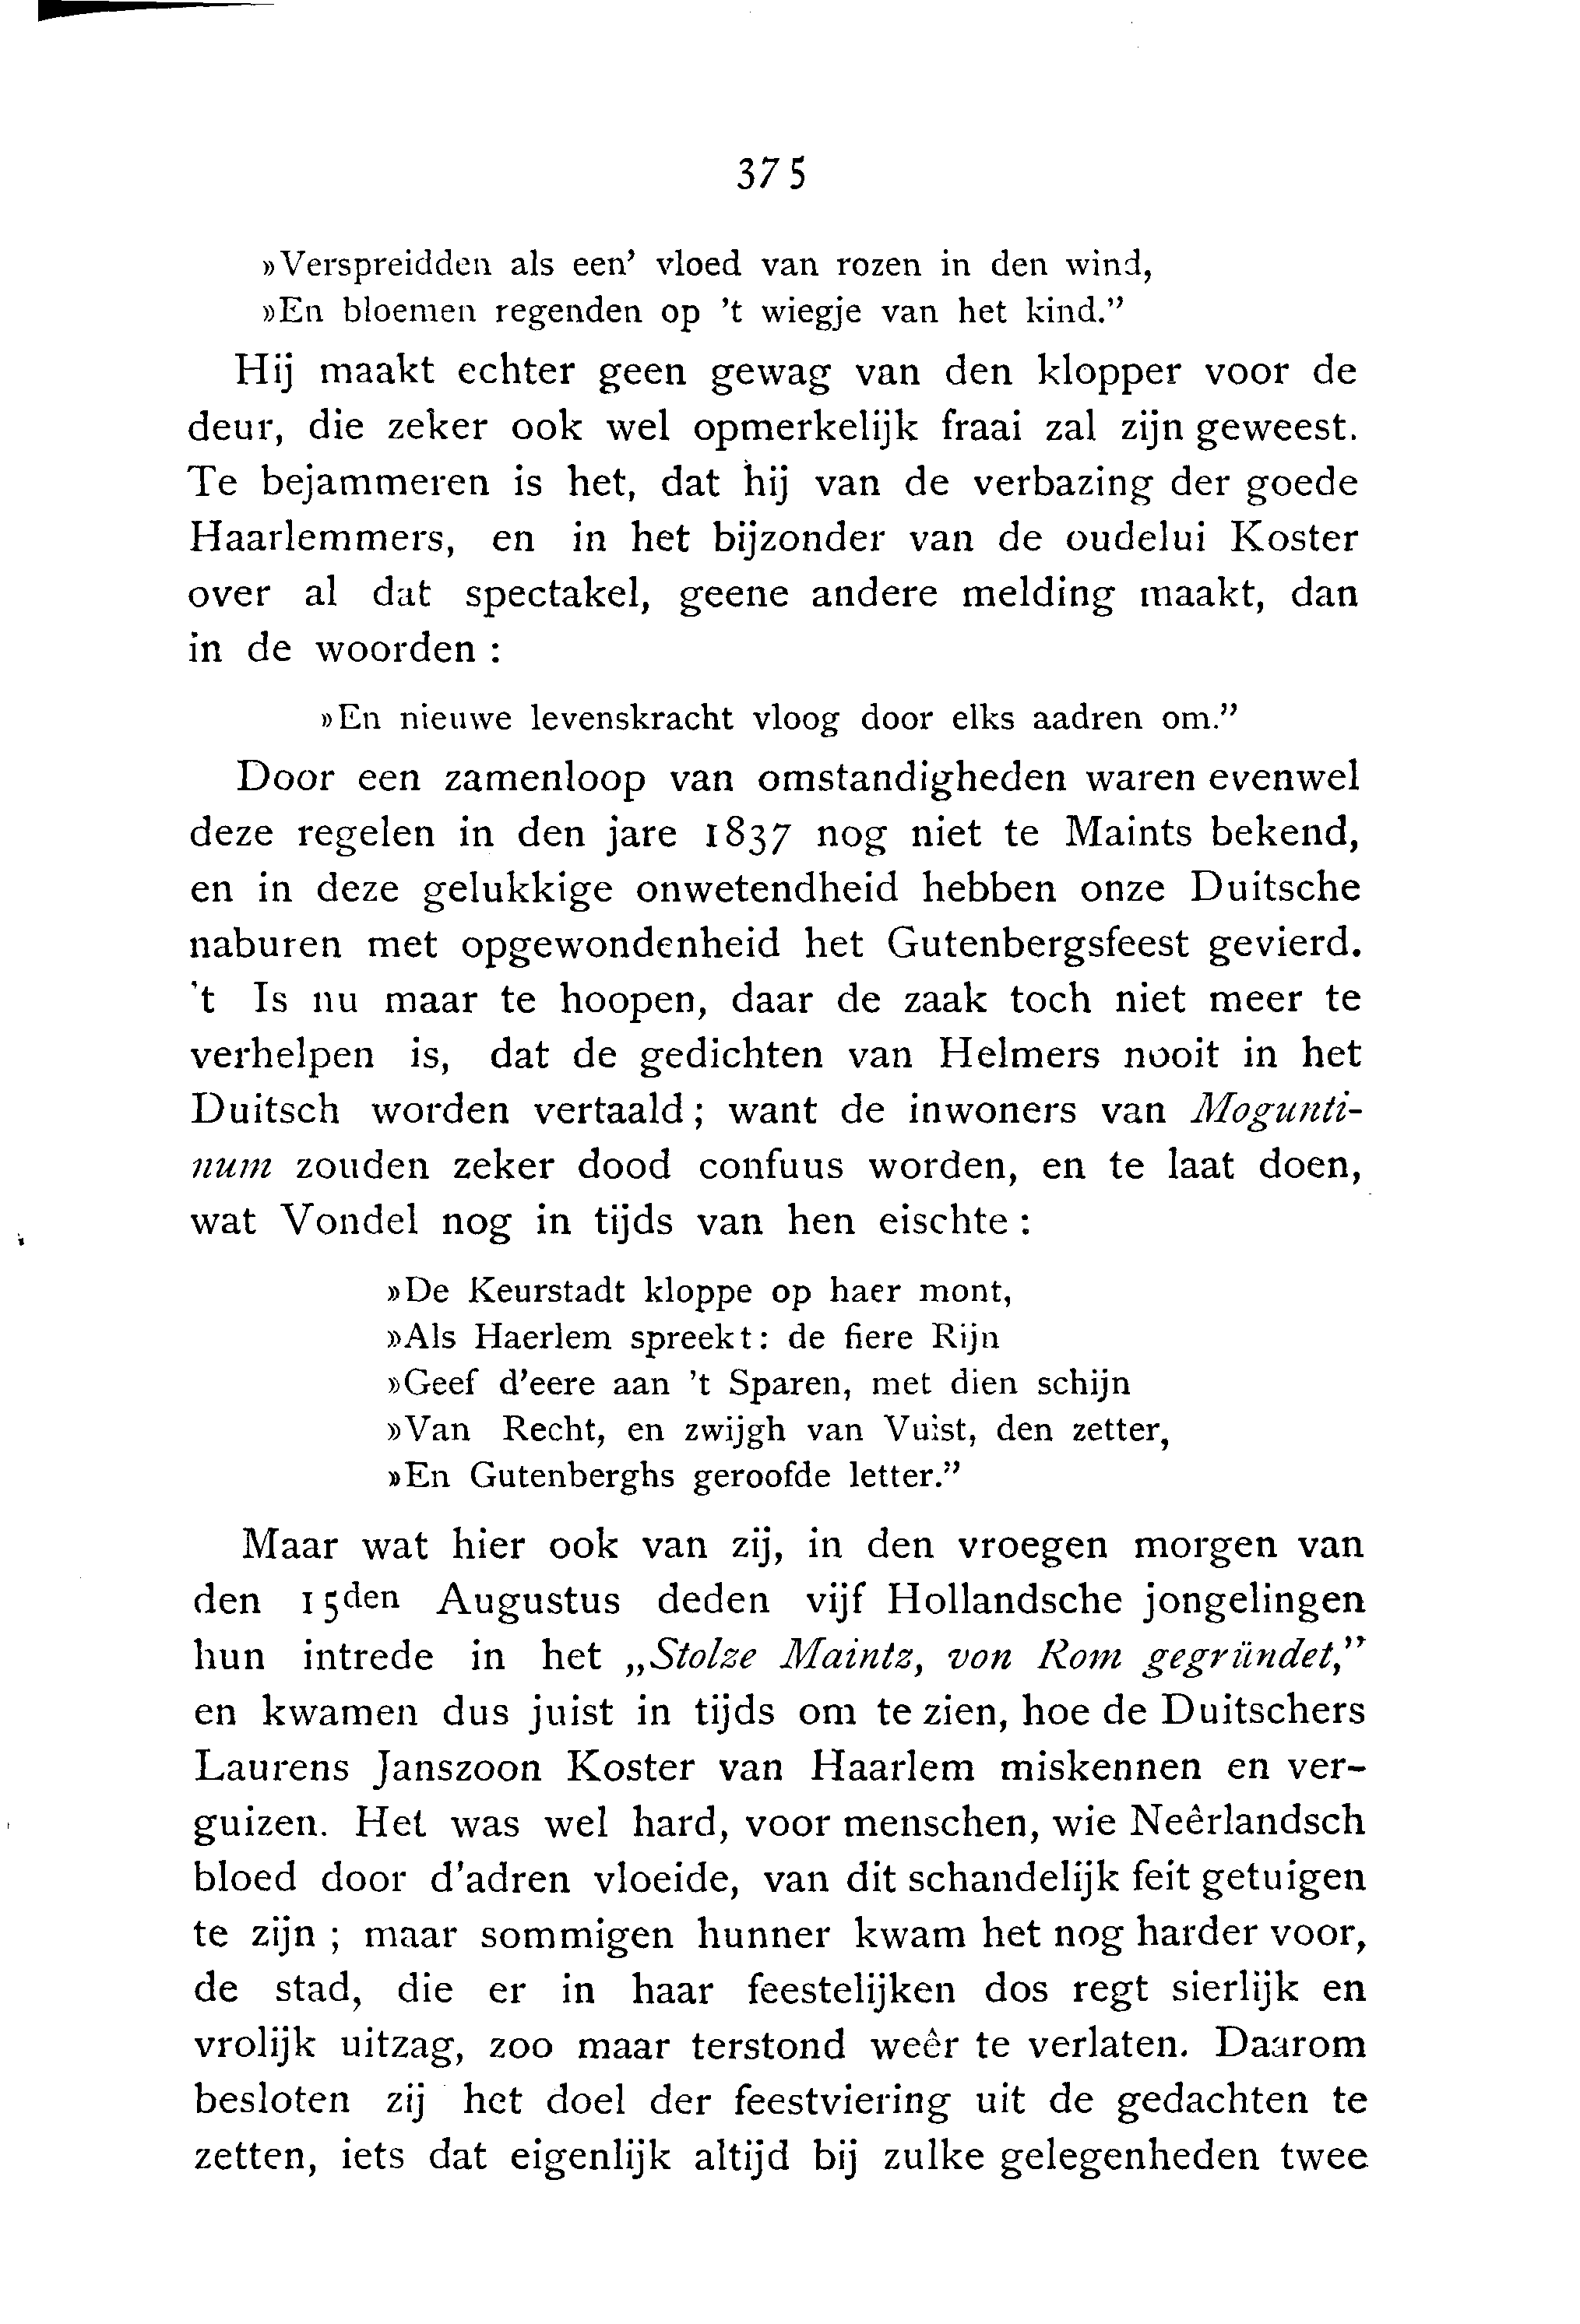 375
»Verspreidden als een’ vloed van rozen in den wind,
»En bloemen regenden op ’t wiegje van het kind.”
Hij maakt echter geen gewag van den klopper voor de
deur, die zeker ook wel opmerkelijk fraai zal zijn geweest.
Te bejammeren is het, dat hij van de verbazing der goede
Haarlemmers, en in het bijzonder van de oudelui Koster
over al dat spectakel, geene andere melding maakt, dan
in de woorden :
»En nieuwe levenskracht vloog door elks aadren om.”
Door een zamenloop van omstandigheden waren evenwel
deze regelen in den jare 1837 nog niet te Maints bekend,
en in deze gelukkige onwetendheid hebben onze Duitsche
naburen met opgewondenheid het Gutenbergsfeest gevierd.
’t Is nu maar te hoopen, daar de zaak toch niet meer te
verhelpen is, dat de gedichten van Helmers nooit in het
Duitsch worden vertaald ; want de inwoners van Mogunti-
num zouden zeker dood confuus worden, en te laat doen,
wat Vondel nog in tijds van hen eischte :
»De Keurstadt kloppe op haer mont,
»Als Haerlem spreekt: de fiere Rijn
»Geef d’eere aan ’t Sparen, met dien schijn
»Van Recht, en zwijgh van Vuist, den zetter,
»En Gutenberghs geroofde letter.”
Maar wat hier ook van zij, in den vroegen morgen van
den 15den Augustus deden vijf Hollandsche jongelingen
hun intrede in het „Stolze Maintz, von Rom gegründet,”
en kwamen dus juist in tijds om te zien, hoe de Duitschers
Laurens Janszoon Koster van Haarlem miskennen en ver-
guizen. Het was wel hard, voor menschen, wie Neêrlandsch
bloed door d’adren vloeide, van dit schandelijk feit getuigen
te zijn ; maar sommigen hunner kwam het nog harder voor,
de stad, die er in haar feestelijken dos regt sierlijk en
vrolijk uitzag, zoo maar terstond weêr te verlaten. Daarom
besloten zij het doel der feestviering uit de gedachten te
zetten, iets dat eigenlijk altijd bij zulke gelegenheden twee